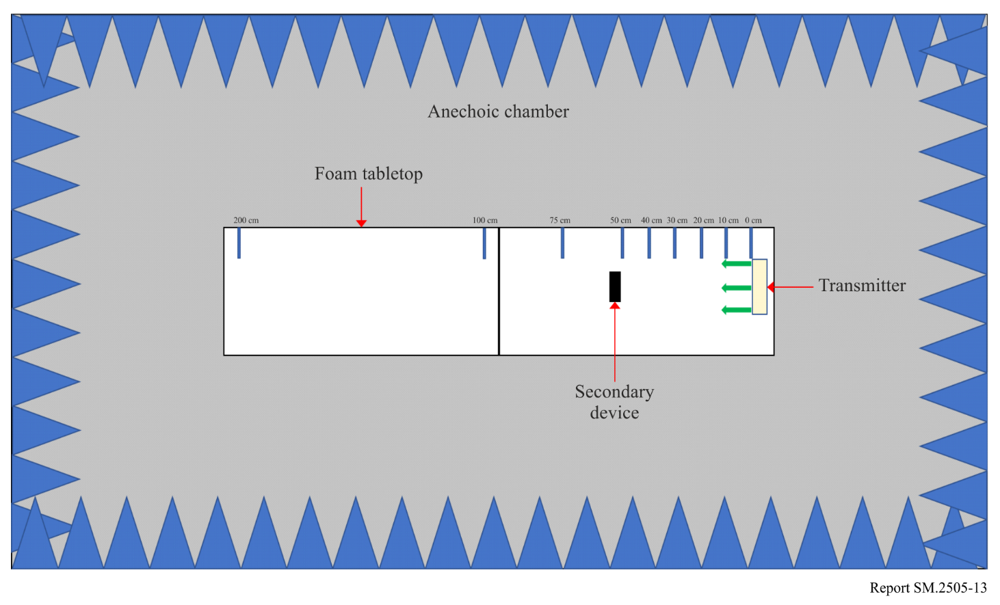 Anechoic chamber
Foam tabletop
200 cm 100 cm 75 cm 50 cm 40 cm 30 cm 20 cm 10 cm 0 cm
Transmitter
Secondary
device
Report SM.2505-13